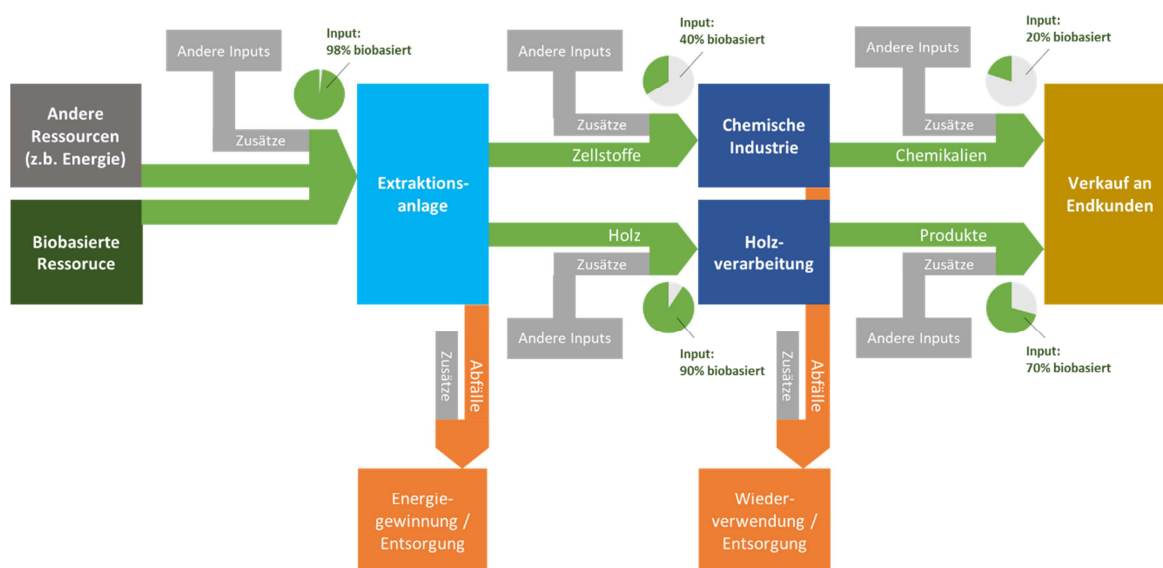 Input:
98% biobasiert
Andere Inputs
Zusätze
Input:
40% biobasiert
Andere Inputs
Zusätze
Input:
20% biobasiert
Andere Inputs
Zusätze
Andere
Ressourcen
(z.b. Energie)
Biobasierte
Ressoruce
Extraktions-
anlage
Zellstoffe
Chemische
Industrie
Chemikalien
Verkauf an
Endkunden
Holz
Zusätze
Andere Inputs
Input:
90% biobasiert
Holz-
verarbeitung
Produkte
Zusätze
Andere Inputs
Input:
70% biobasiert
Zusätze
Abfälle
Zusätze
Abfälle
Energie-
gewinnung /
Entsorgung
Wieder-
verwendung /
Entsorgung